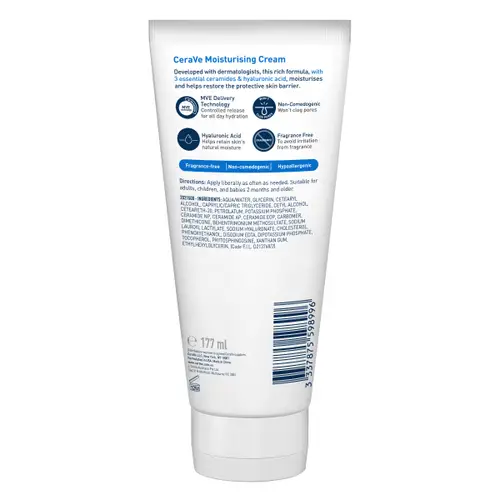 CeraVe Moisturising Cream
Developed with dermatologists, this rich formula, with
3 essential ceramides & hyaluronic acid, moisturises
and helps restore the protective skin barrier.
MVE Delivery
Technology
Controlled release
for all day hydration
Non-Comedogenic
Won't clog pores
Hyaluronic Acid
Helps retain skin's
natural moisture
Fragrance Free
To avoid irritation
from fragrance
Fragrance-free | Non-comedogenic | Hypoallergenic
Directions: Apply liberally as often as needed. Suitable for
adults, children, and babies 3 months and older.
AQUA/WATER, GLYCERIN, CETEARYL
ALCOHOL, CAPRYLIC/CAPRIC TRIGLYCERIDE, CETYL ALCOHOL,
CETEARETH-20, PETROLATUM, POTASSIUM PHOSPHATE,
CERAMIDE NP, CERAMIDE AP, CERAMIDE EOP, CARBOMER,
DIMETHICONE, BEHENTRIMONIUM METHOSULFATE, SODIUM
LAUROYL LACTYLATE, SODIUM HYALURONATE, CHOLESTEROL,
PHENOXYETHANOL, DISODIUM EDTA, DIPOTASSIUM PHOSPHATE,
TOCOPHEROL, PHYTOSPHINGOSINE, XANTHAN GUM,
ETHYLHEXYLGLYCERIN.
e 177 ml
3 337875 598996